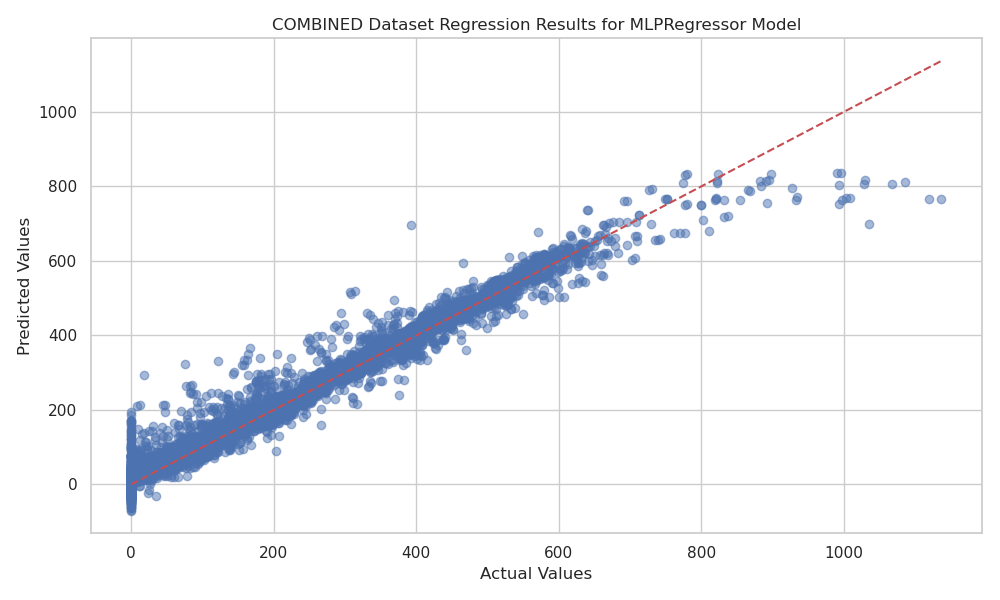 COMBINED Dataset Regression Results for MLPRegressor Model
Predicted Values
1000
800
600
400
200
0
0 200 400 600 800 1000
Actual Values